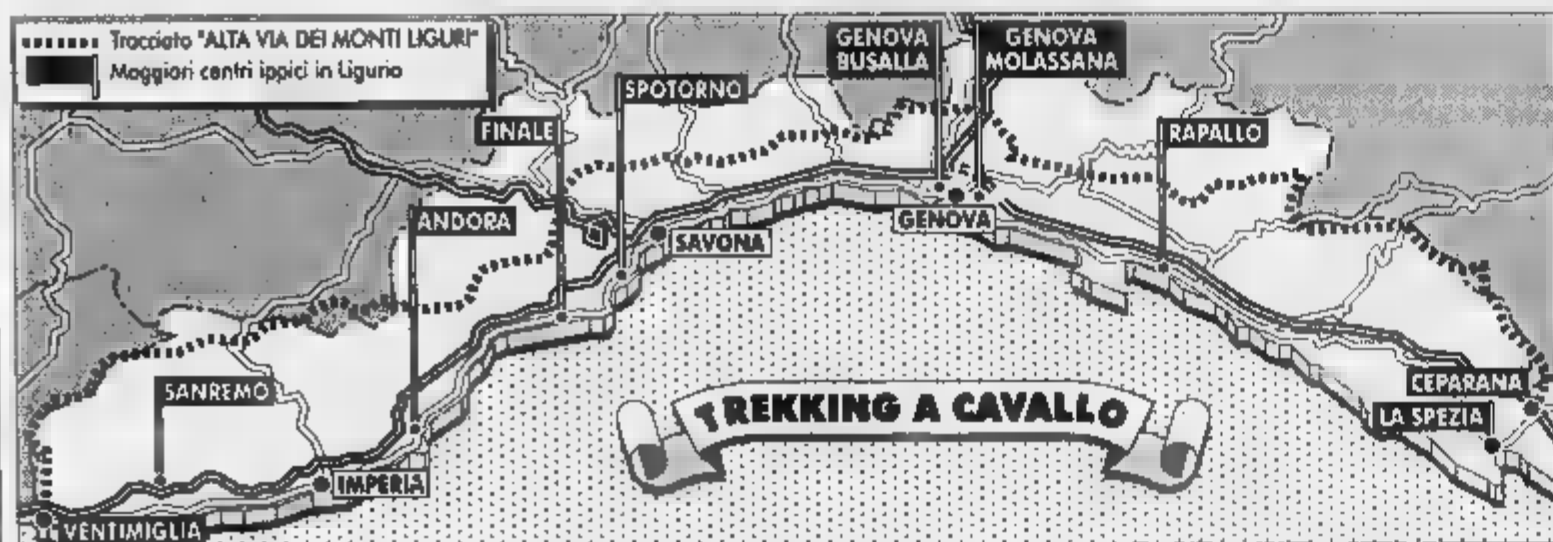 Tracciato "ALTA VIA DEI MONTI LIGURI"
Maggiori centri ippici in Liguria
GENOVA
BUSALLA
GENOVA
MOLASSANA
SPOTORNO
FINALE
RAPALLO
ANDORA
SAVONA
GENOVA
SANREMO
TREKKING A CAVALLO
CEPARANA
LA SPEZIA
IMPERIA
VENTIMIGLIA